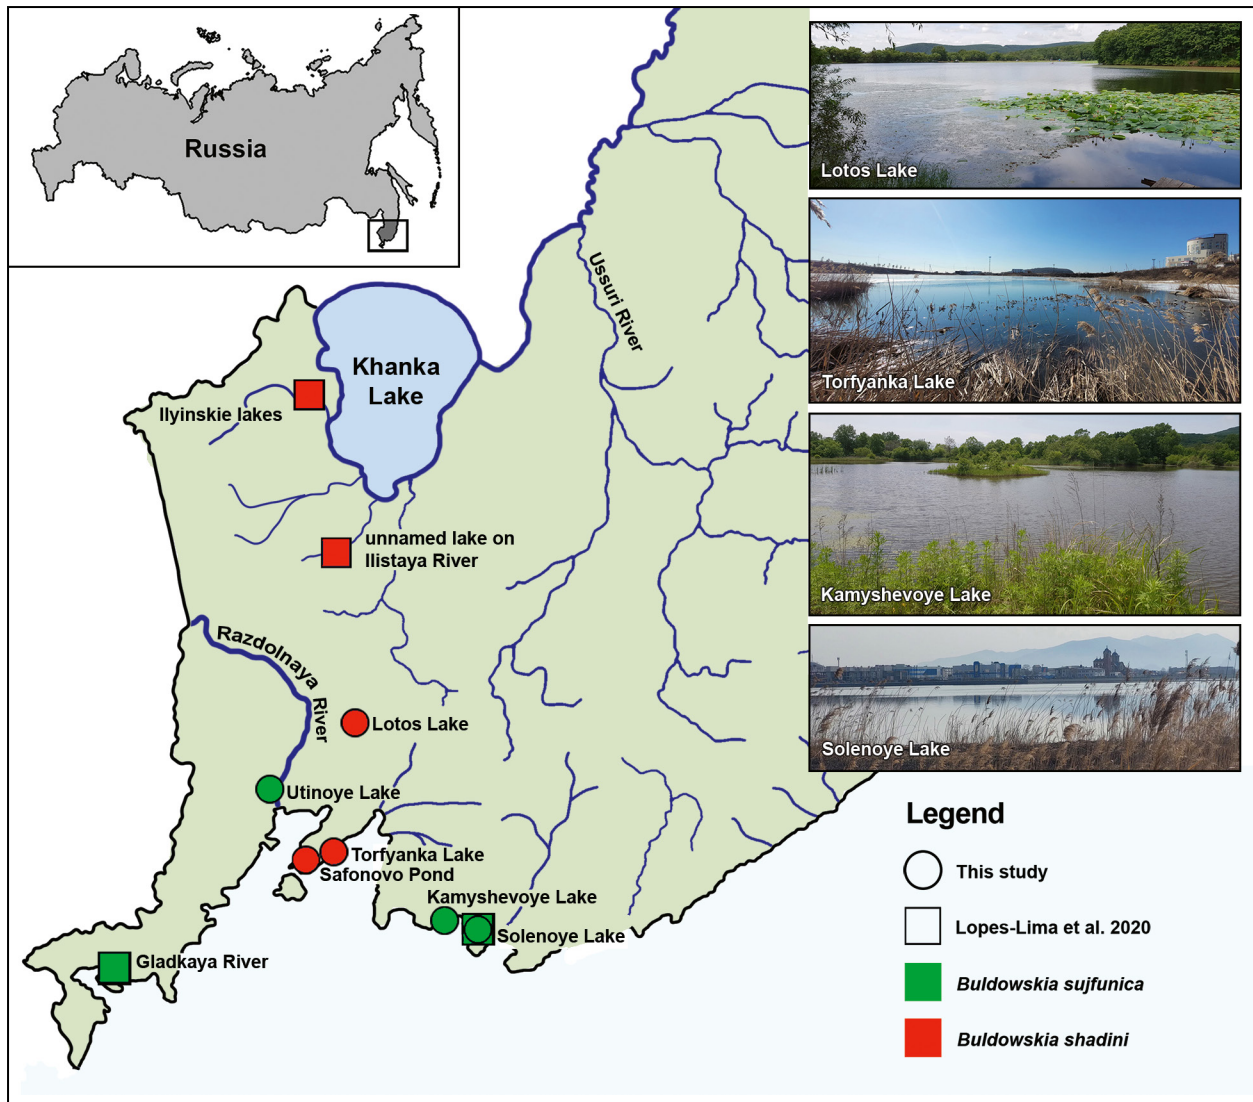 Russia
Lotos Lake
Torfyanka Lake
Kamyshevoye Lake
Solenoye Lake
Ussuri River
Khanka
Lake
Ilyinskie lakes
unnamed lake on
Ilistaya River
Razdolnaya River
Lotos Lake
Utinoye Lake
Torfyanka Lake
Safonovo Pond
Kamyshevoye Lake
Solenoye Lake
Gladkaya River
Legend
This study
Lopes-Lima et al. 2020
Buldowskia sujfunica
Buldowskia shadini